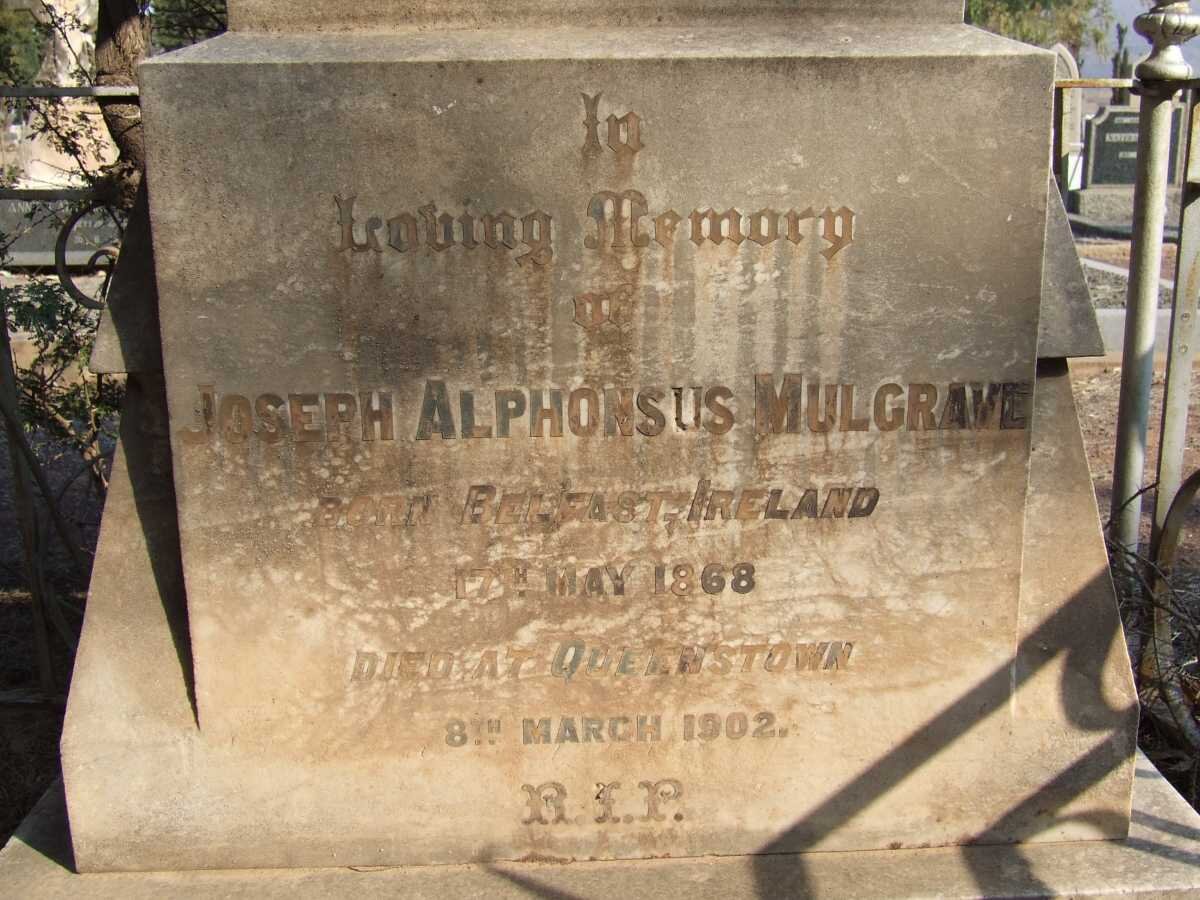 In
Loving Memory
of
JOSEPH ALPHONSUS MULGRAVE
BORN BELFAST, IRELAND
17TH MAY 1868
DIED AT QUEENSTOWN
8TH MARCH 1902.
R.I.P.